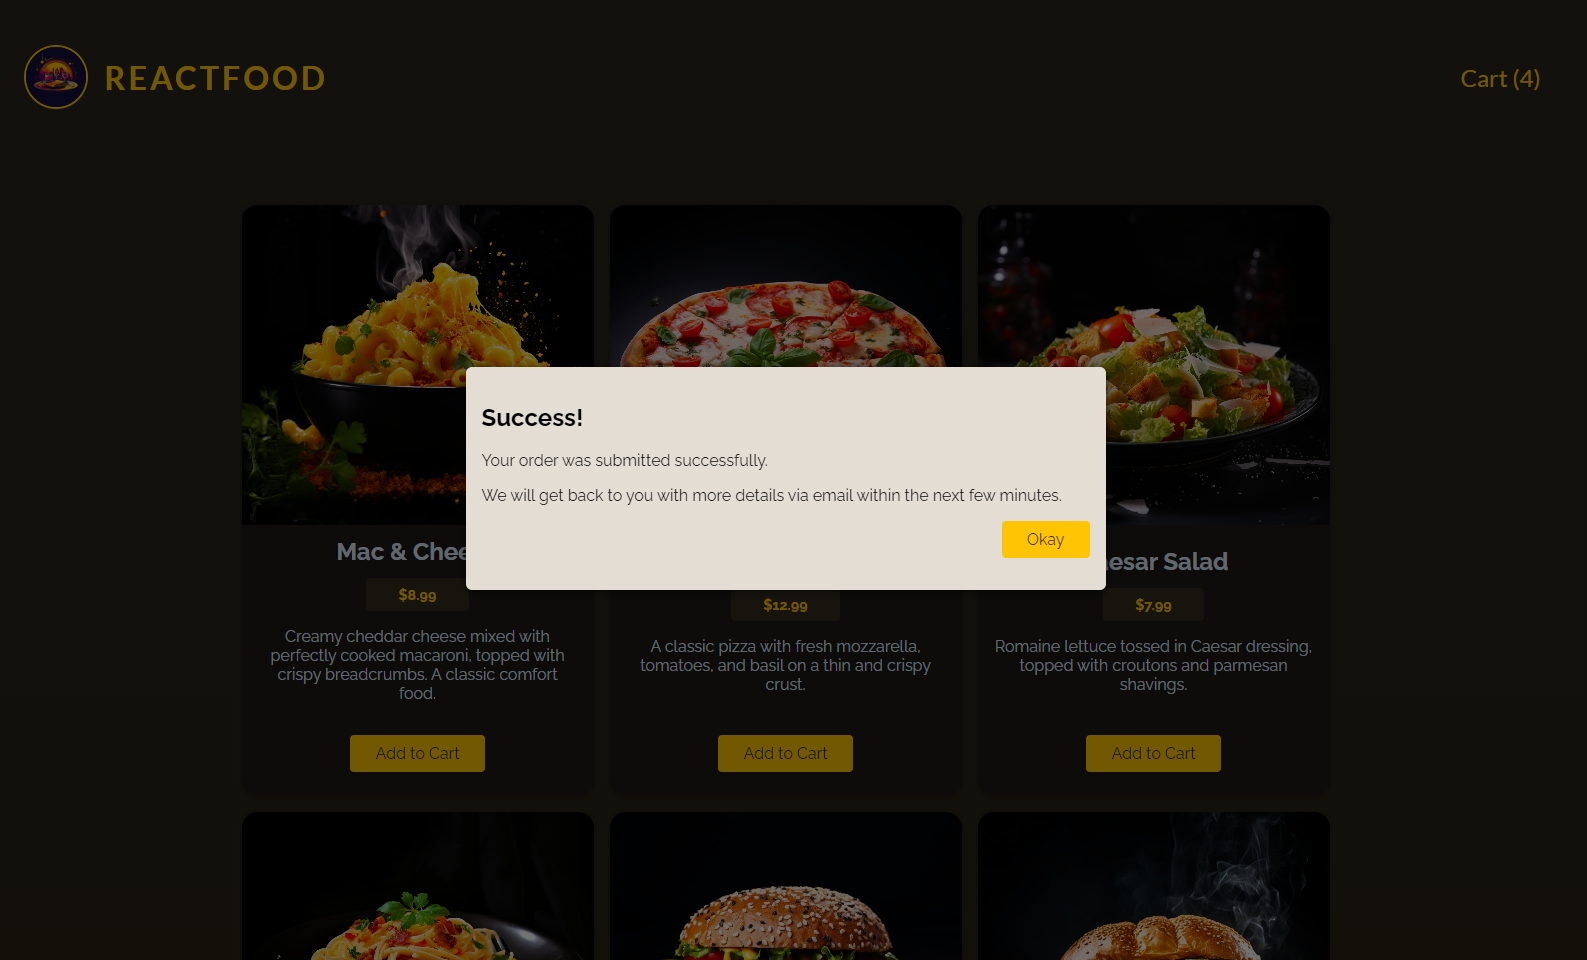 REACTFOOD
Cart (4)
Success!
Your order was submitted successfully.
We will get back to you with more details via email within the next few minutes.
Okay
Mac & Chee
$8.99
Creamy cheddar cheese mixed with
perfectly cooked macaroni, topped with
crispy breadcrumbs. A classic comfort
food.
Add to Cart
$12.99
A classic pizza with fresh mozzarella,
tomatoes, and basil on a thin and crispy
crust.
Add to Cart
esar Salad
$7.99
Romaine lettuce tossed in Caesar dressing,
topped with croutons and parmesan
shavings.
Add to Cart